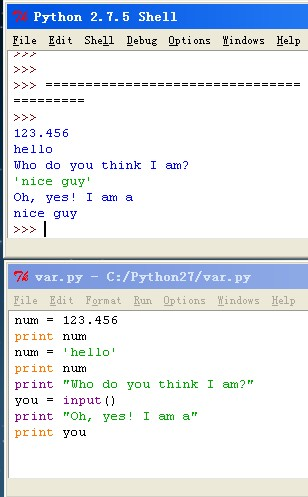 Python 2.7.5 Shell
File Edit Shell Debug Options Windows Help
>>>
>>>
>>> ================================
=========
>>>
123.456
hello
Who do you think I am?
'nice guy'
Oh, yes! I am a
nice guy
>>>
var.py - C:/Python27/var.py
File Edit Format Run Options Windows Help
num = 123.456
print num
num = 'hello'
print num
print "Who do you think I am?"
you = input()
print "Oh, yes! I am a"
print you